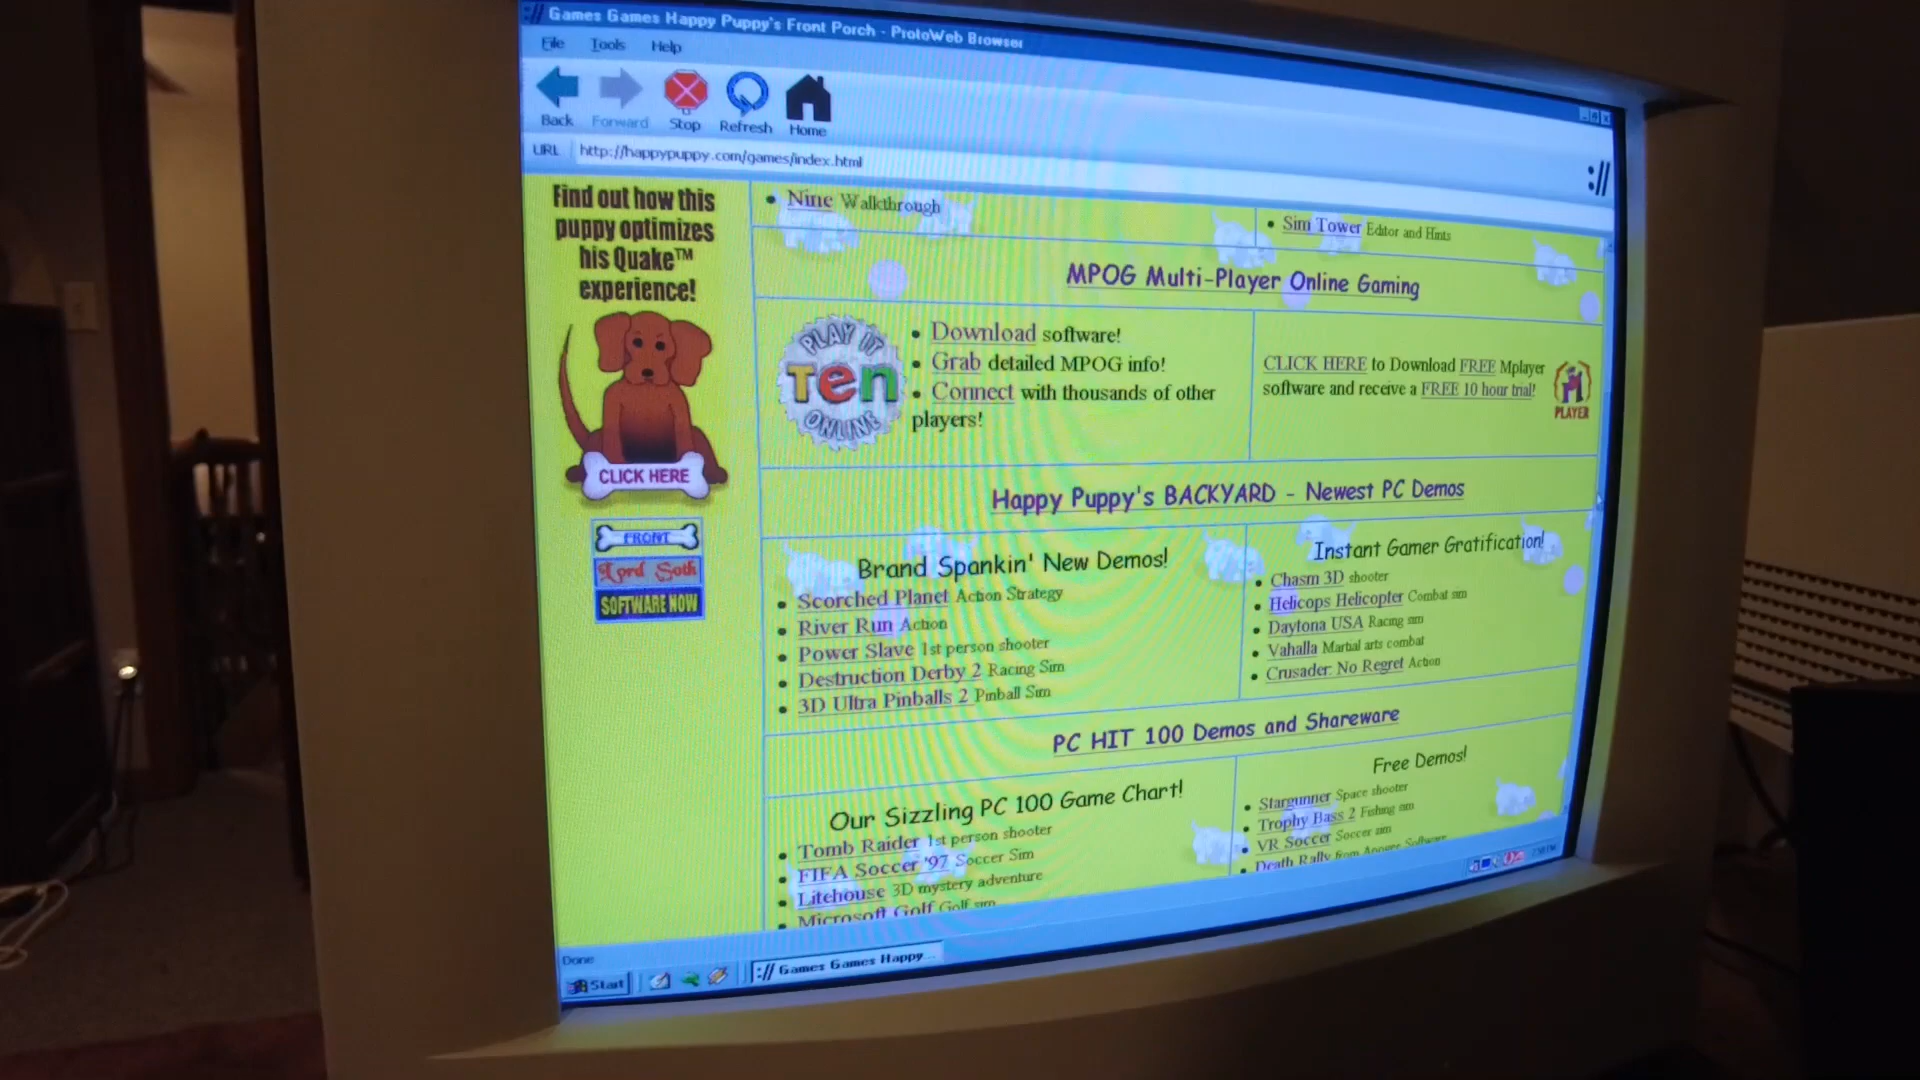 :// Games Games Happy Puppy's Front Porch - ProtoWeb Browser
File Tools Help
Back Forward Stop Refresh Home
URL http://happypuppy.com/games/index.html
://
Find out how this
puppy optimizes
his Quake™
experience!
CLICK HERE
FRONT
Lord Soth
SOFTWARE NOW
• Nine Walkthrough
• Sim Tower Editor and Hints
MPOG Multi-Player Online Gaming
PLAY IT
Ten
ONLINE
• Download software!
• Grab detailed MPOG info!
• Connect with thousands of other
players!
CLICK HERE to Download FREE Mplayer
software and receive a FREE 10 hour trial!
PLAYER
Happy Puppy's BACKYARD - Newest PC Demos
Brand Spankin' New Demos!
• Scorched Planet Action Strategy
• River Run Action
• Power Slave 1st person shooter
• Destruction Derby 2 Racing Sim
• 3D Ultra Pinballs 2 Pinball Sim
Instant Gamer Gratification!
• Chasm 3D shooter
• Helicops Helicopter Combat sim
• Daytona USA Racing sim
• Vahalla Martial arts combat
• Crusader: No Regret Action
PC HIT 100 Demos and Shareware
Our Sizzling PC 100 Game Chart!
• Tomb Raider 1st person shooter
• FIFA Soccer '97 Soccer Sim
• Litehouse 3D mystery adventure
• Microsoft Golf Golf sim
Free Demos!
• Stargunner Space shooter
• Trophy Bass 2 Fishing sim
• VR Soccer Soccer sim
• Death Rally from Apogee Software
Done
Start
:// Games Games Happy...